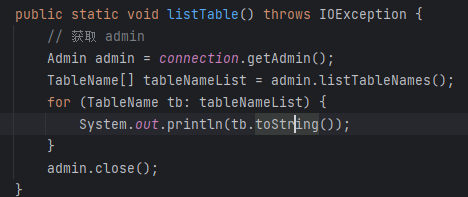 public static void listTable() throws IOException {
// 获取 admin
Admin admin = connection.getAdmin();
TableName[] tableNameList = admin.listTableNames();
for (TableName tb: tableNameList) {
System.out.println(tb.toString());
}
admin.close();
}